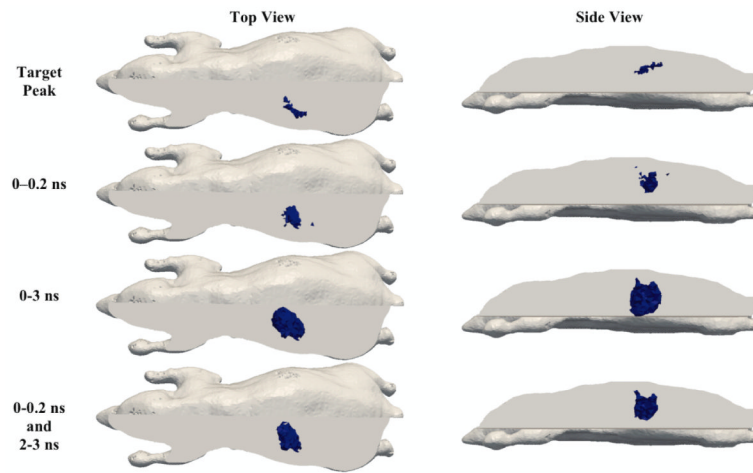 Top View
Side View
Target
Peak
0–0.2 ns
0-3 ns
0-0.2 ns
and
2-3 ns